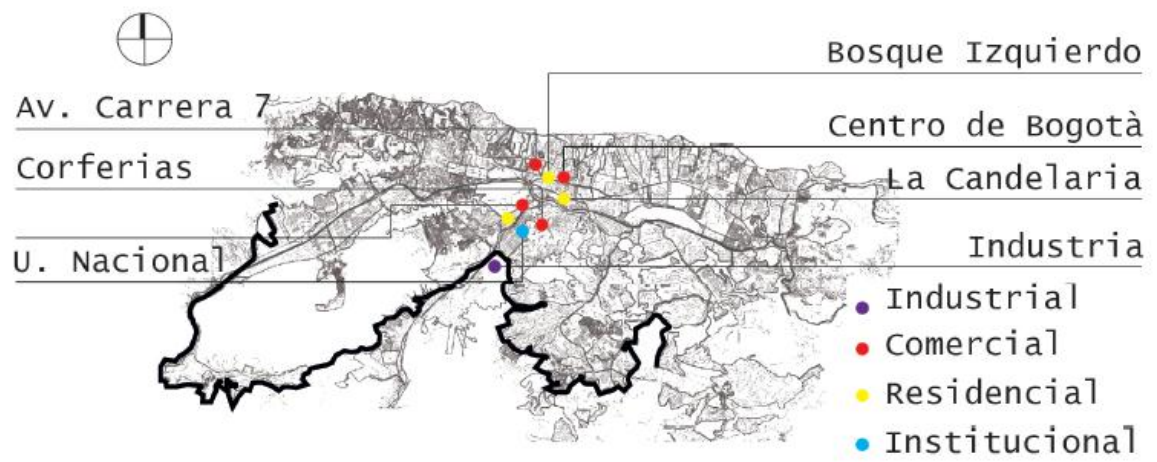 Av. Carrera 7
Corferias
U. Nacional
Bosque Izquierdo
Centro de Bogotà
La Candelaria
Industria
Industrial
Comercial
Residencial
Institucional